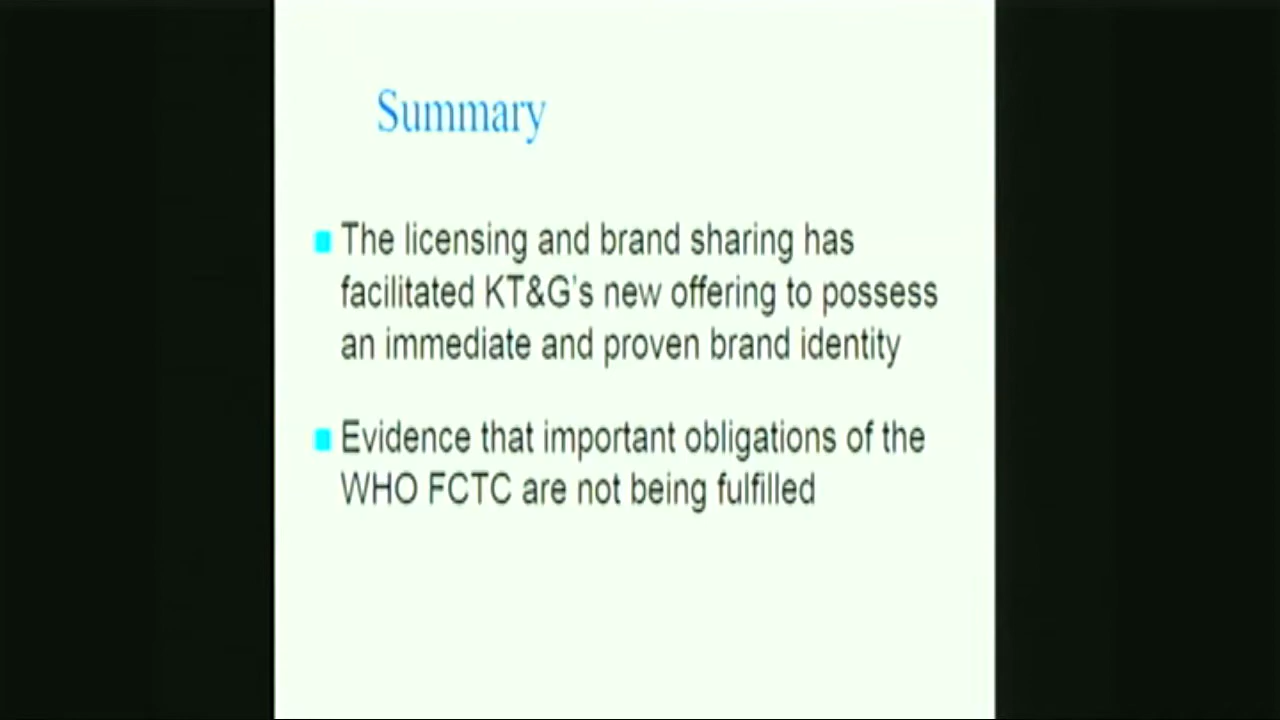 Summary
The licensing and brand sharing has
facilitated KT&G's new offering to possess
an immediate and proven brand identity
Evidence that important obligations of the
WHO FCTC are not being fulfilled